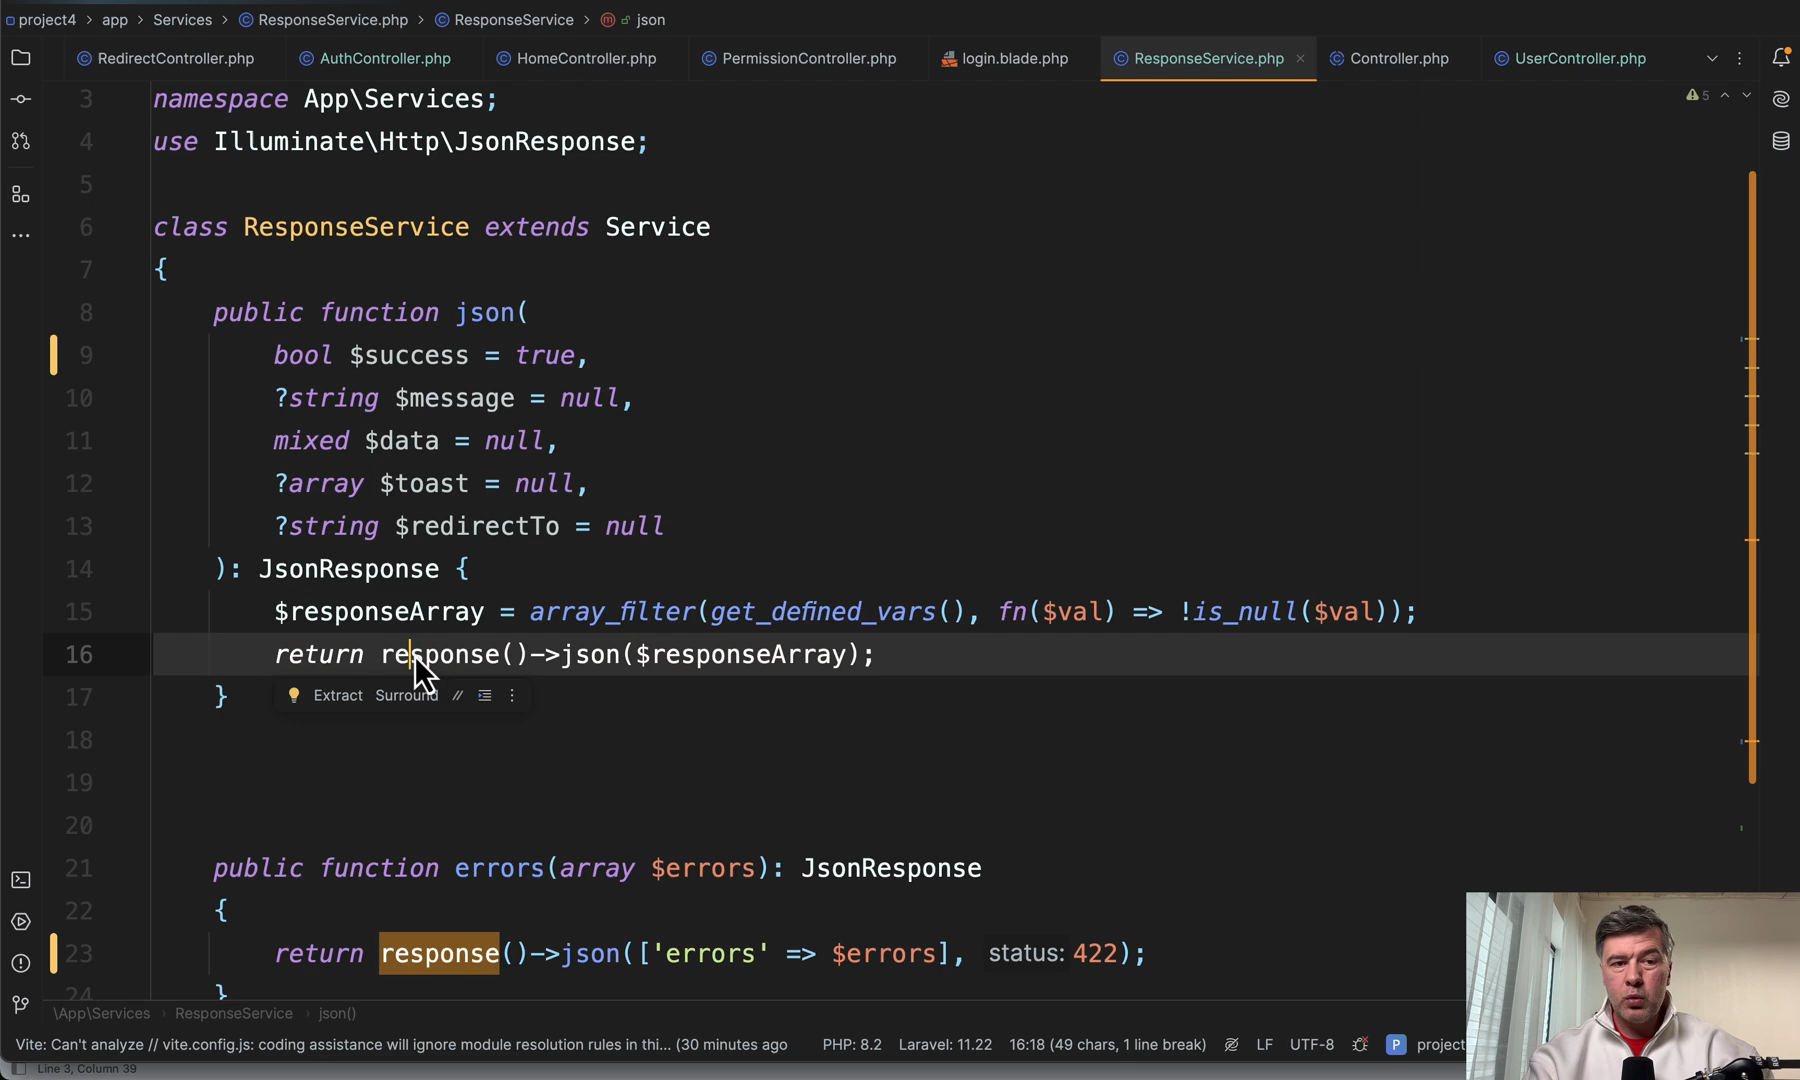 project4 > app > Services > ResponseService.php > ResponseService > json
RedirectController.php AuthController.php HomeController.php PermissionController.php login.blade.php ResponseService.php Controller.php UserController.php
3 namespace App\Services;
5
4 use Illuminate\Http\JsonResponse;
5
6 class ResponseService extends Service
7 {
8 public function json(
9 bool $success = true,
10 ?string $message = null,
11 mixed $data = null,
12 ?array $toast = null,
13 ?string $redirectTo = null
14 ): JsonResponse {
15 $responseArray = array_filter(get_defined_vars(), fn($val) => !is_null($val));
16 return response()->json($responseArray);
17 }
Extract Surround //
18
19
20
21 public function errors(array $errors): JsonResponse
22 {
23 return response()->json(['errors' => $errors], status: 422);
24 }
\App\Services > ResponseService > json()
Vite: Can't analyze // vite.config.js: coding assistance will ignore module resolution rules in thi... (30 minutes ago PHP: 8.2 Laravel: 11.22 16:18 (49 chars, 1 line break) LF UTF-8 P project
Line 3, Column 39